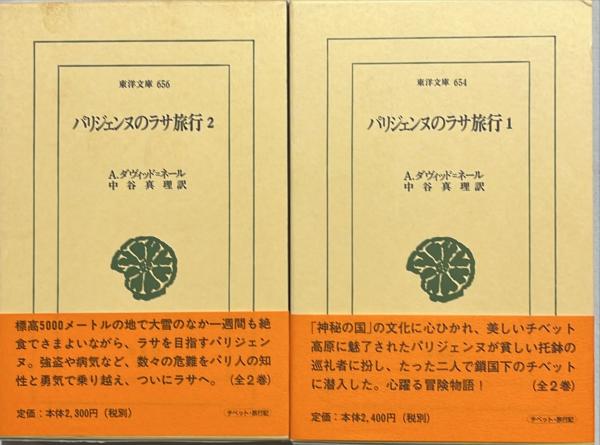 東洋文庫 656
パリジェンヌのラサ旅行 2
A.ダヴィッド＝ネール
中谷真理訳
標高5000メートルの地で大雪のなか一週間も絶
食でさまよいながら、ラサを目指すパリジェン
ヌ。強盗や病気など、数々の危難をパリ人の知
性と勇気で乗り越え、ついにラサへ。（全2巻）
定価：本体2,300円（税別）
チベット・旅行記
東洋文庫 654
パリジェンヌのラサ旅行 1
A.ダヴィッド＝ネール
中谷真理訳
「神秘の国」の文化に心ひかれ、美しいチベット
高原に魅了されたパリジェンヌが貧しい托鉢の
巡礼者に扮し、たった二人で鎖国下のチベット
に潜入した。心躍る冒険物語！（全2巻）
定価：本体2,400円（税別）
チベット・旅行記